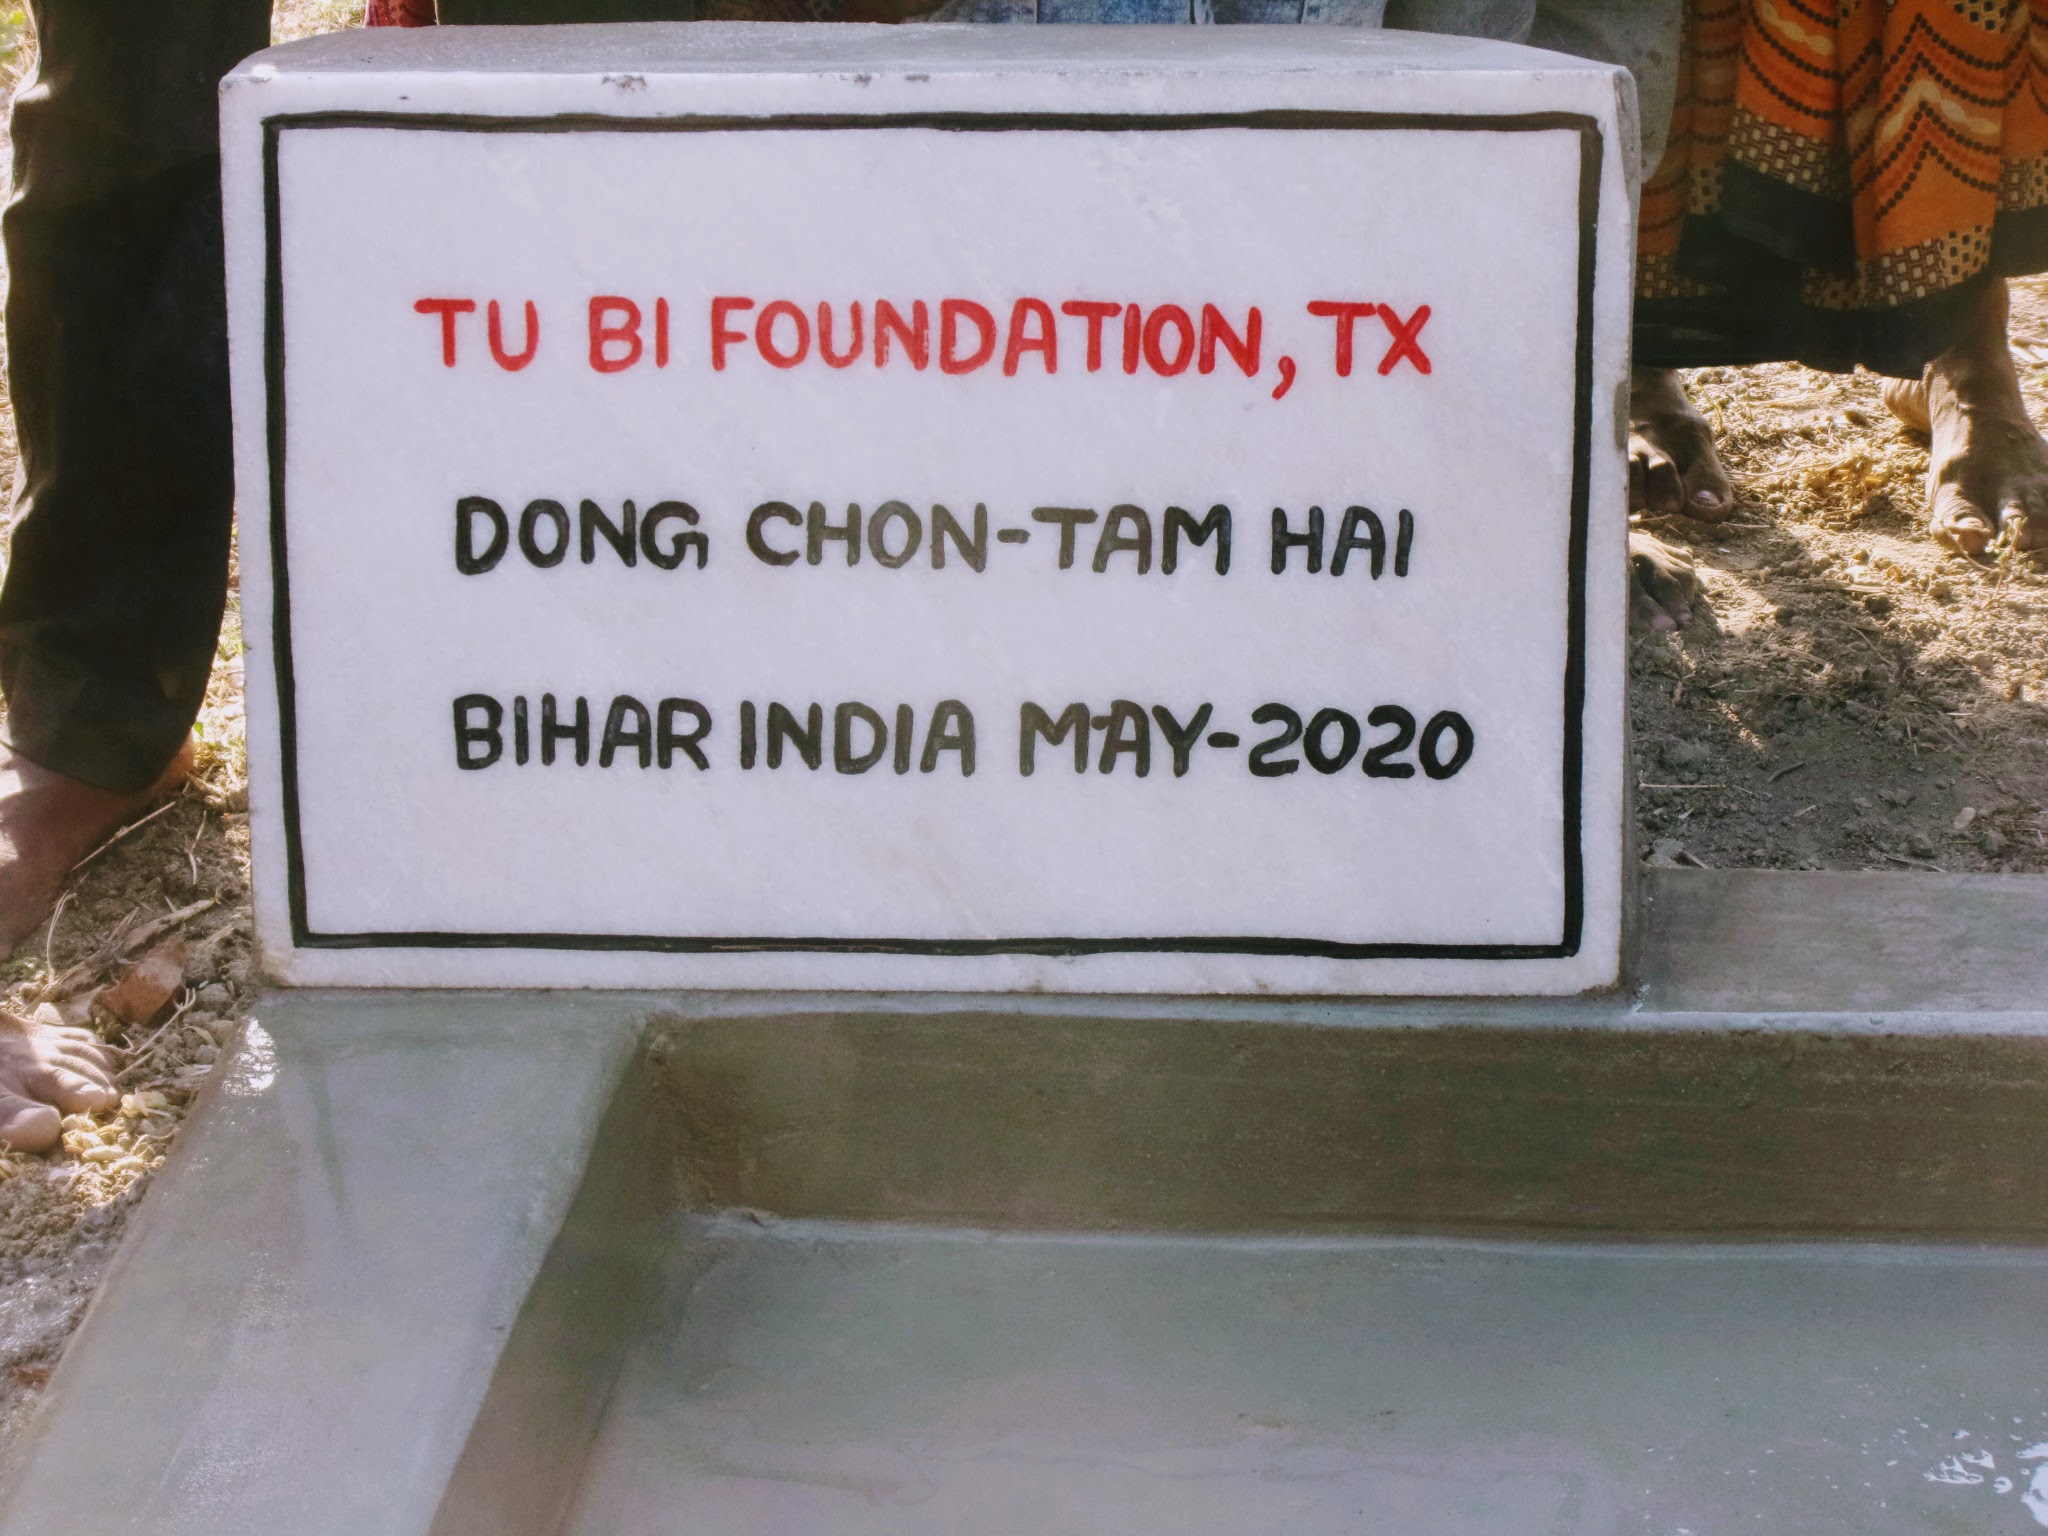 TU BI FOUNDATION, TX
DONG CHON-TAM HAI
BIHAR INDIA MAY-2020